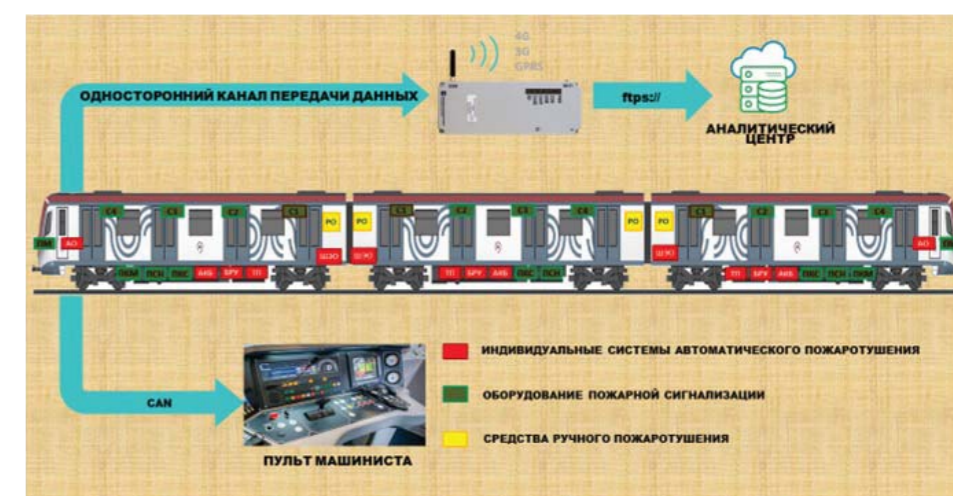 4G
3G
GPRS
ОДНОСТОРОННИЙ КАНАЛ ПЕРЕДАЧИ ДАННЫХ
ftps://
АНАЛИТИЧЕСКИЙ
ЦЕНТР
С4 С3 С2 С1 РО РО С1 С2 С3 С4 РО РО С1 С2 С3 С4
ПИ АО АО
ШЭО ШЭО
ПКМ ПСН ПКС АКБ БРУ ТП ТП БРУ АКБ ПКС ПСН ТП БРУ АКБ ПКС ПСН ПКМ
ИНДИВИДУАЛЬНЫЕ СИСТЕМЫ АВТОМАТИЧЕСКОГО ПОЖАРОТУШЕНИЯ
CAN
ОБОРУДОВАНИЕ ПОЖАРНОЙ СИГНАЛИЗАЦИИ
СРЕДСТВА РУЧНОГО ПОЖАРОТУШЕНИЯ
ПУЛЬТ МАШИНИСТА